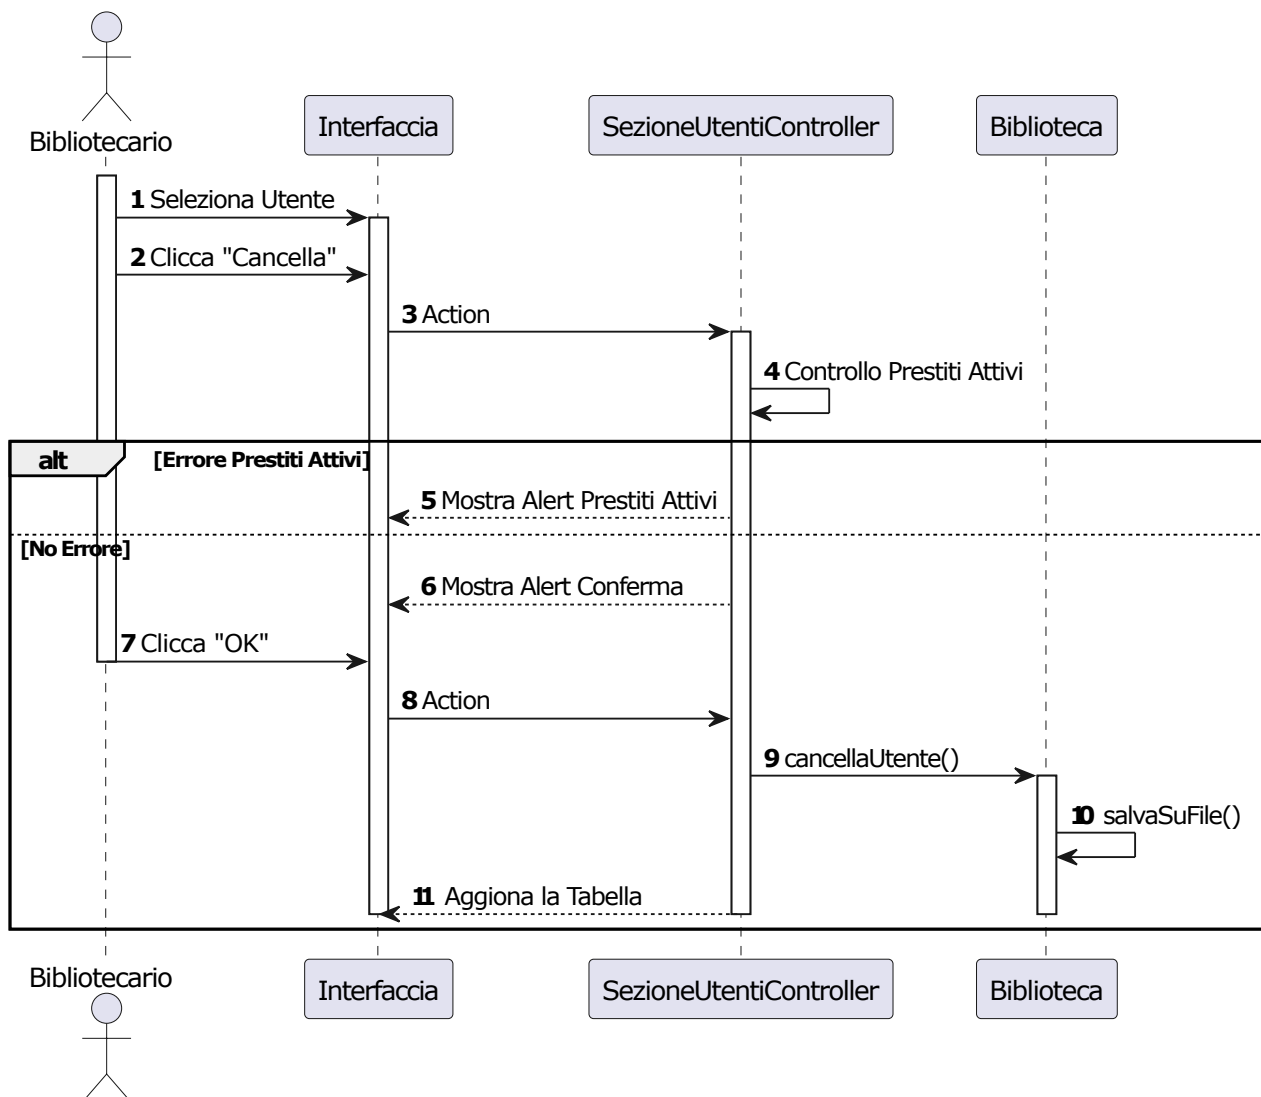 Bibliotecario
Interfaccia
SezioneUtentiController
Biblioteca
1 Seleziona Utente
2 Clicca "Cancella"
3 Action
4 Controllo Prestiti Attivi
alt [Errore Prestiti Attivi]
5 Mostra Alert Prestiti Attivi
[No Errore]
6 Mostra Alert Conferma
7 Clicca "OK"
8 Action
9 cancellaUtente()
10 salvaSuFile()
11 Aggiona la Tabella
Bibliotecario
Interfaccia
SezioneUtentiController
Biblioteca